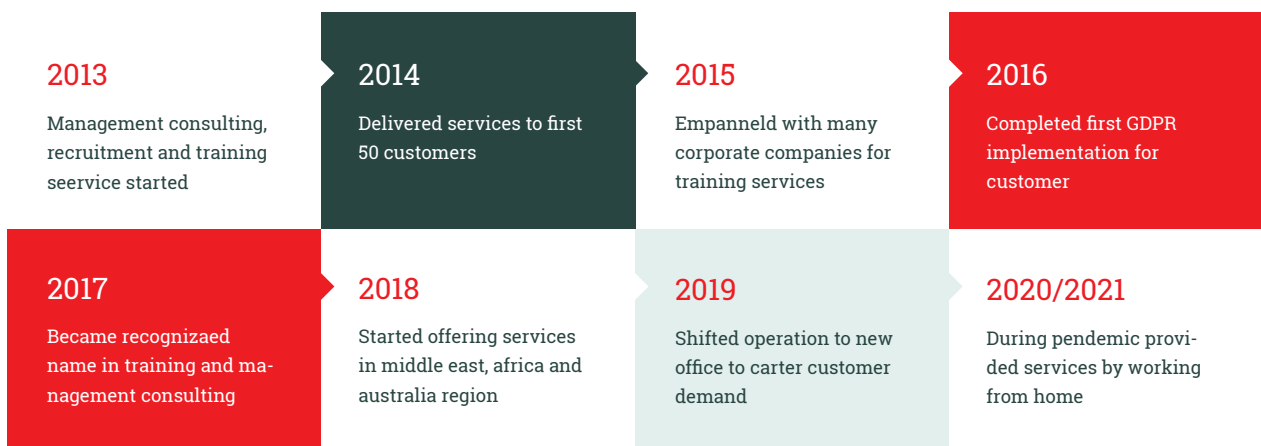 2013
Management consulting,
recruitment and training
seervice started
2014
Delivered services to first
50 customers
2015
Empanneld with many
corporate companies for
training services
2016
Completed first GDPR
implementation for
customer
2017
Became recognizaed
name in training and ma-
nagement consulting
2018
Started offering services
in middle east, africa and
australia region
2019
Shifted operation to new
office to carter customer
demand
2020/2021
During pendemic provi-
ded services by working
from home